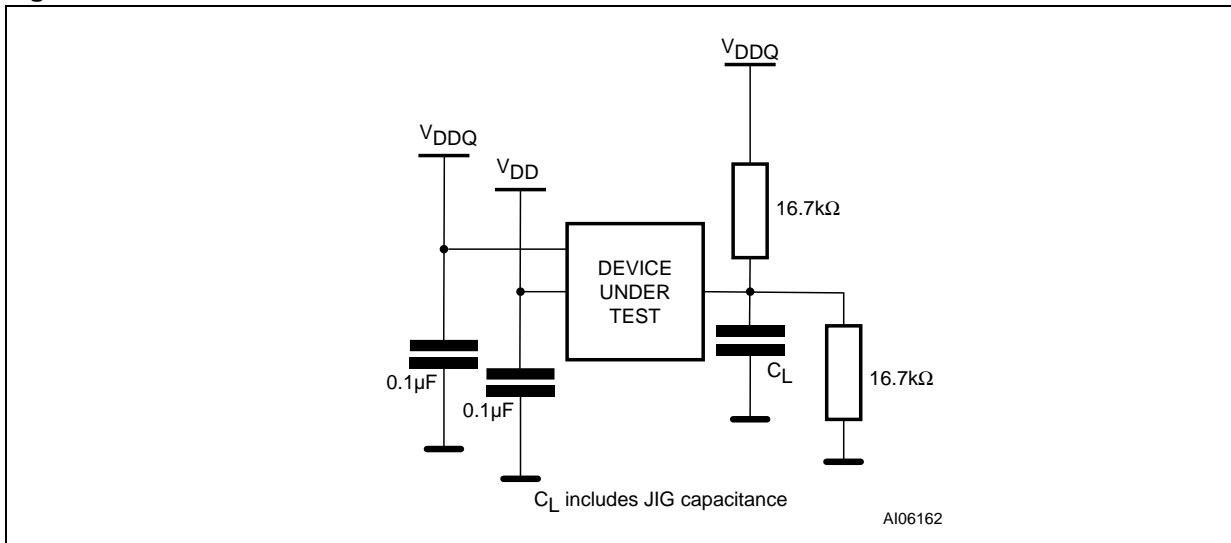 VDDQ
VDDQ
VDD
16.7kΩ
DEVICE
UNDER
TEST
0.1µF
0.1µF
CL
16.7kΩ
CL includes JIG capacitance
AI06162